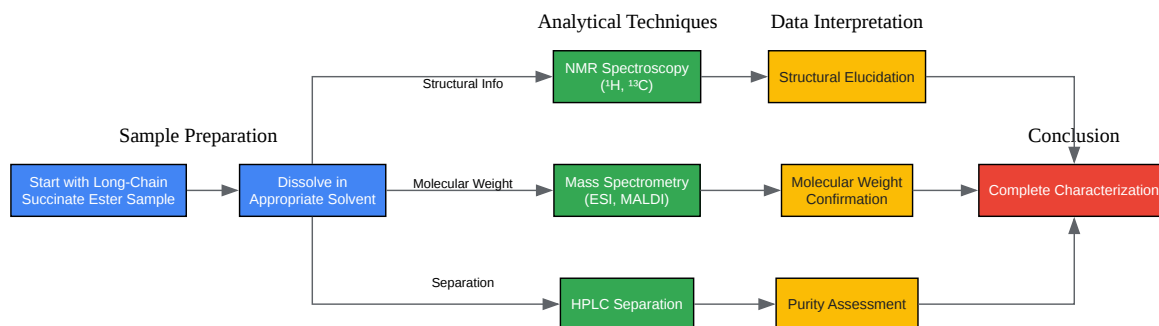 Analytical Techniques
Data Interpretation
NMR Spectroscopy
(¹H, ¹³C)
Structural Elucidation
Structural Info
Sample Preparation
Conclusion
Start with Long-Chain
Succinate Ester Sample
Dissolve in
Appropriate Solvent
Molecular Weight
Mass Spectrometry
(ESI, MALDI)
Molecular Weight
Confirmation
Complete Characterization
Separation
HPLC Separation
Purity Assessment